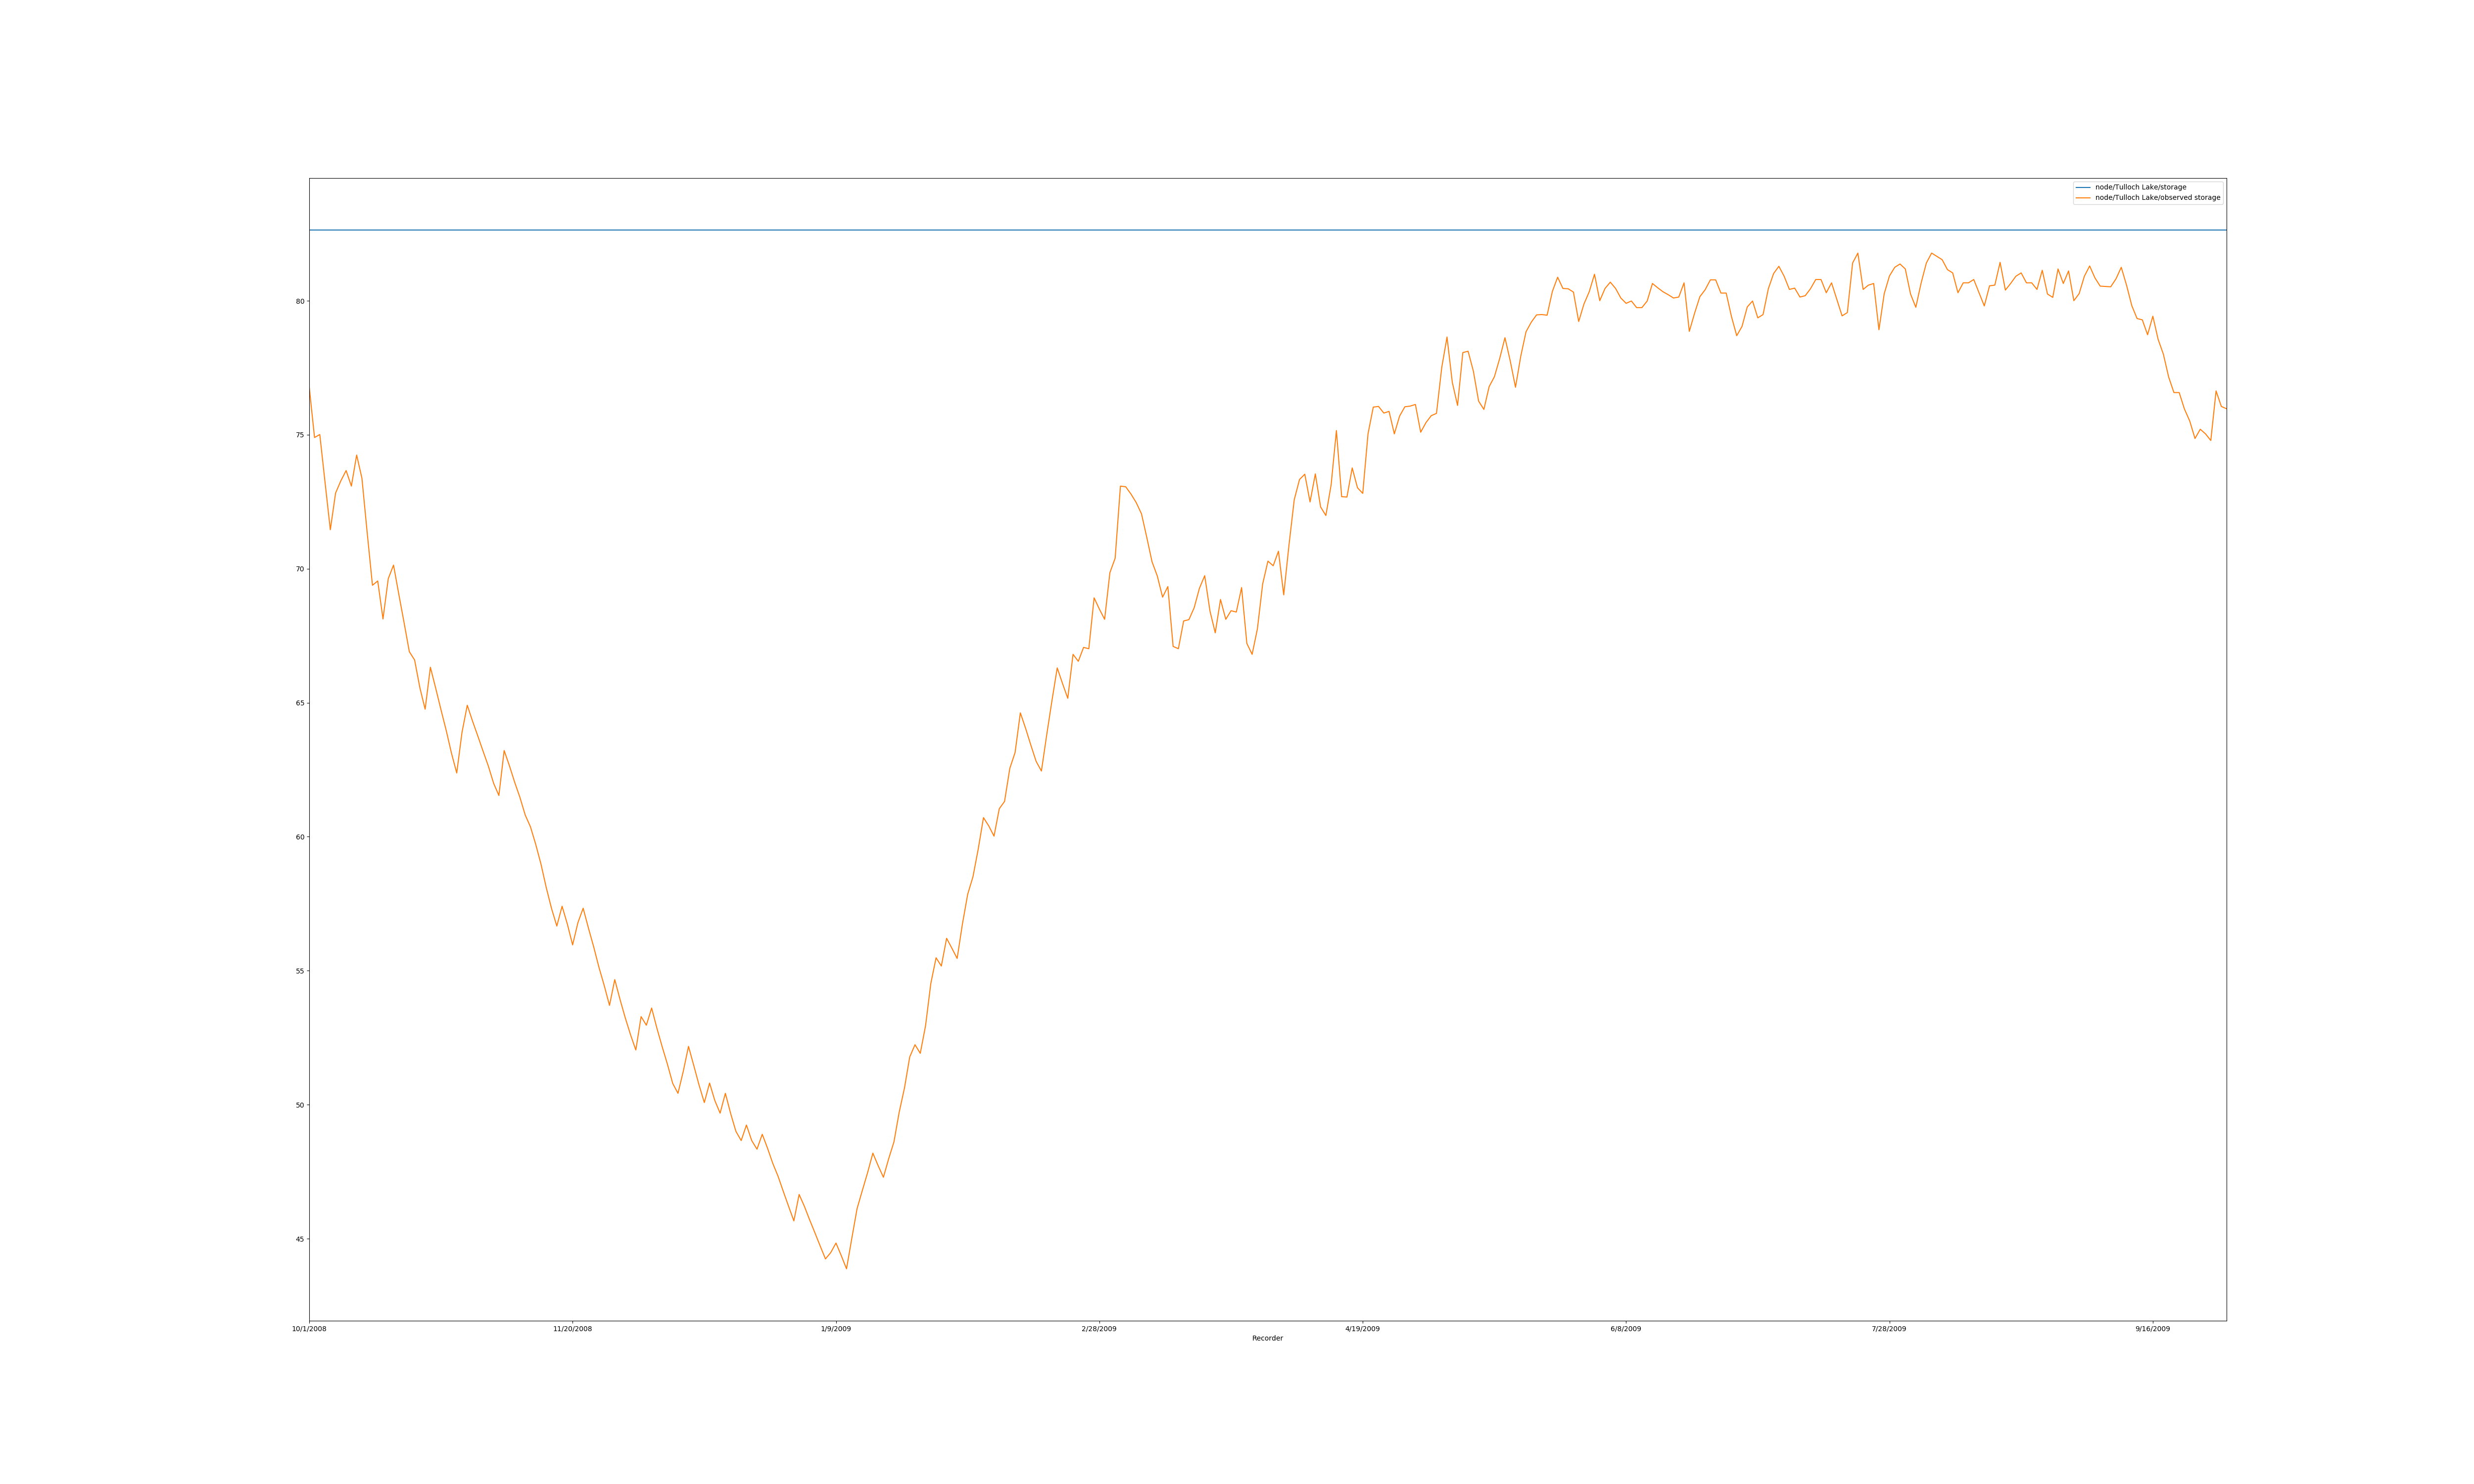 node/Tulloch Lake/storage
node/Tulloch Lake/observed storage
80
75
70
65
60
55
50
45
10/1/2008 11/20/2008 1/9/2009 2/28/2009 4/19/2009 6/8/2009 7/28/2009 9/16/2009
Recorder